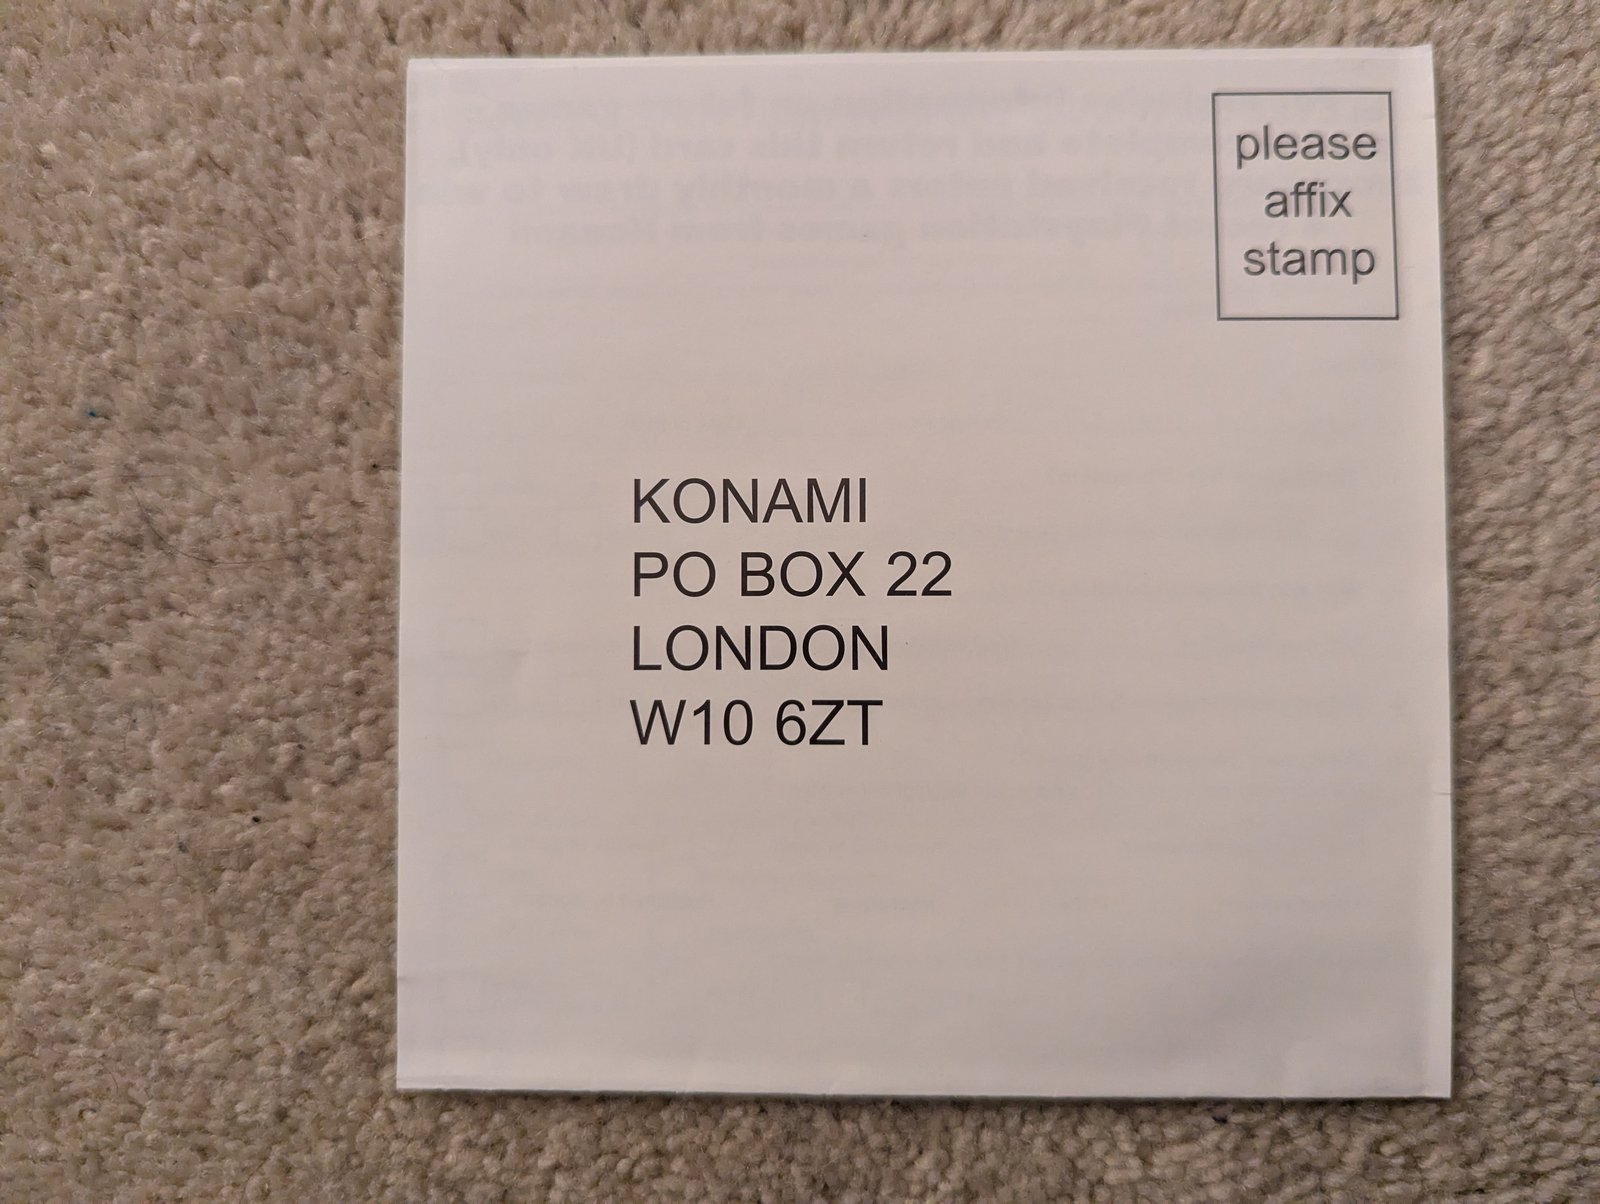 please
affix
stamp
KONAMI
PO BOX 22
LONDON
W10 6ZT